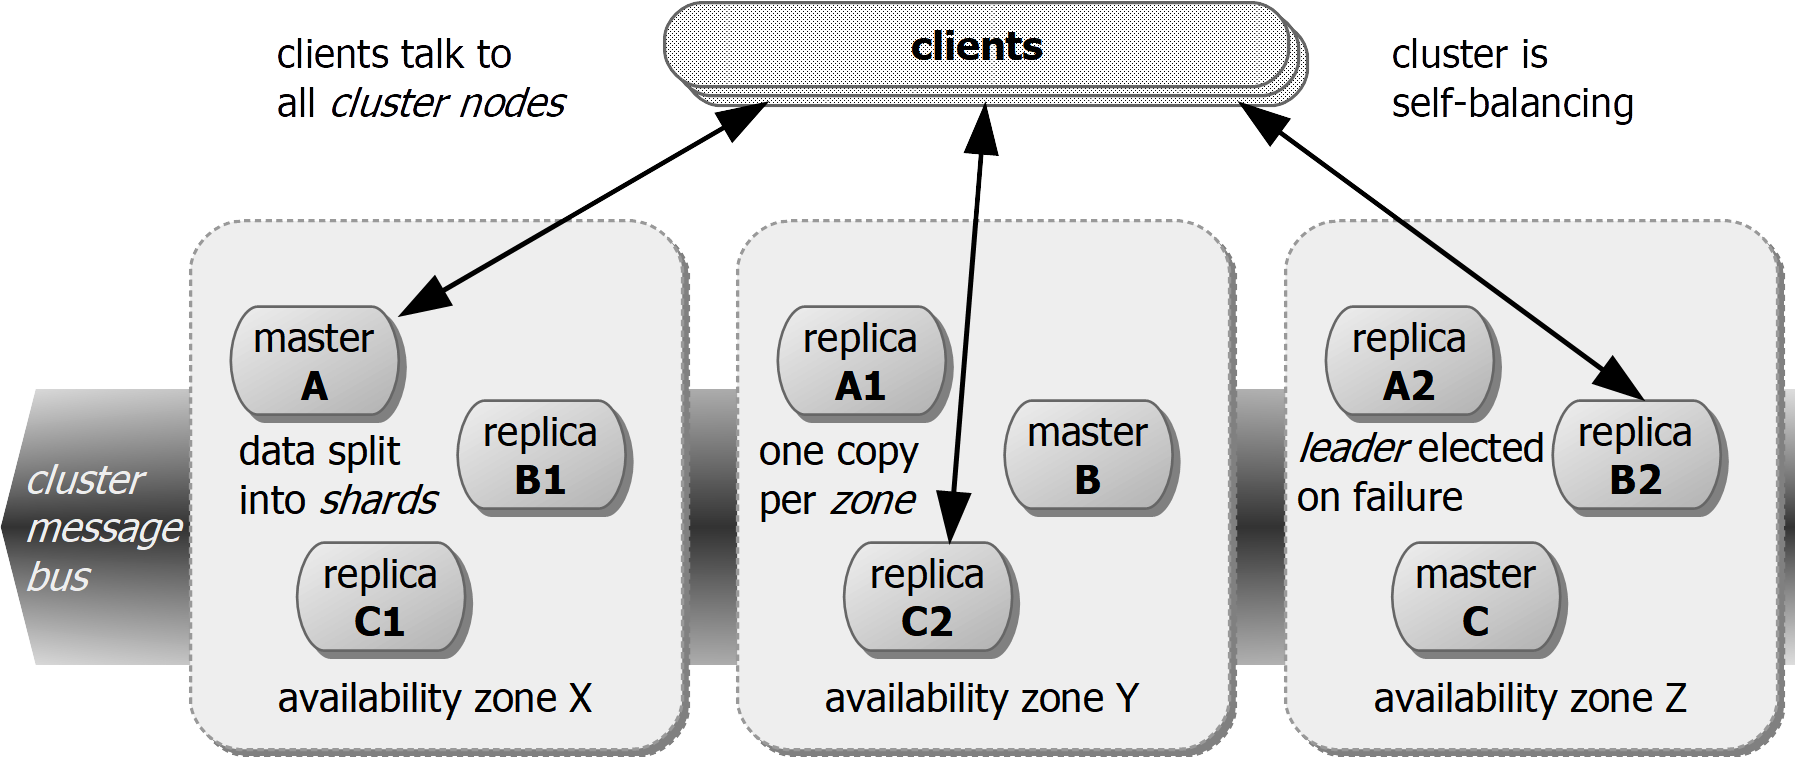 clients talk to
all cluster nodes
clients
cluster is
self-balancing
cluster
message
bus
master
A
data split
into shards
replica
B1
replica
C1
availability zone X
replica
A1
one copy
per zone
master
B
replica
C2
availability zone Y
replica
A2
leader elected
on failure
replica
B2
master
C
availability zone Z